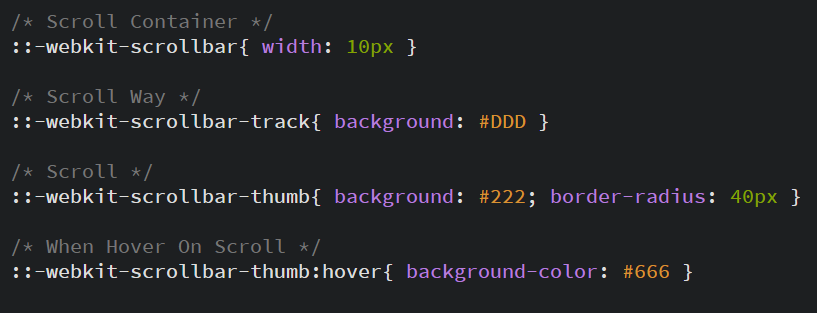 /* Scroll Container */
::-webkit-scrollbar{ width: 10px }
/* Scroll Way */
::-webkit-scrollbar-track{ background: #DDD }
/* Scroll */
::-webkit-scrollbar-thumb{ background: #222; border-radius: 40px }
/* When Hover On Scroll */
::-webkit-scrollbar-thumb:hover{ background-color: #666 }